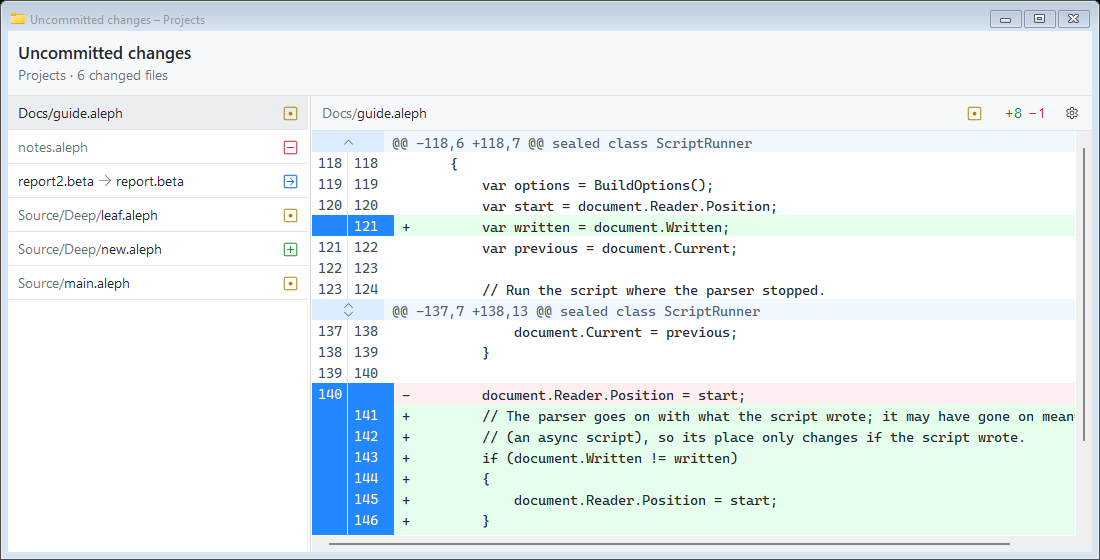 Uncommitted changes – Projects
Uncommitted changes
Projects · 6 changed files
Docs/guide.aleph
notes.aleph
report2.beta → report.beta
Source/Deep/leaf.aleph
Source/Deep/new.aleph
Source/main.aleph
Docs/guide.aleph +8 −1
@@ −118,6 +118,7 @@ sealed class ScriptRunner
118 118 {
119 119 var options = BuildOptions();
120 120 var start = document.Reader.Position;
121 + var written = document.Written;
121 122 var previous = document.Current;
122 123
123 124 // Run the script where the parser stopped.
@@ −137,7 +138,13 @@ sealed class ScriptRunner
137 138 document.Current = previous;
138 139 }
139 140
140 − document.Reader.Position = start;
141 + // The parser goes on with what the script wrote; it may have gone on mean
142 + // (an async script), so its place only changes if the script wrote.
143 + if (document.Written != written)
144 + {
145 + document.Reader.Position = start;
146 + }